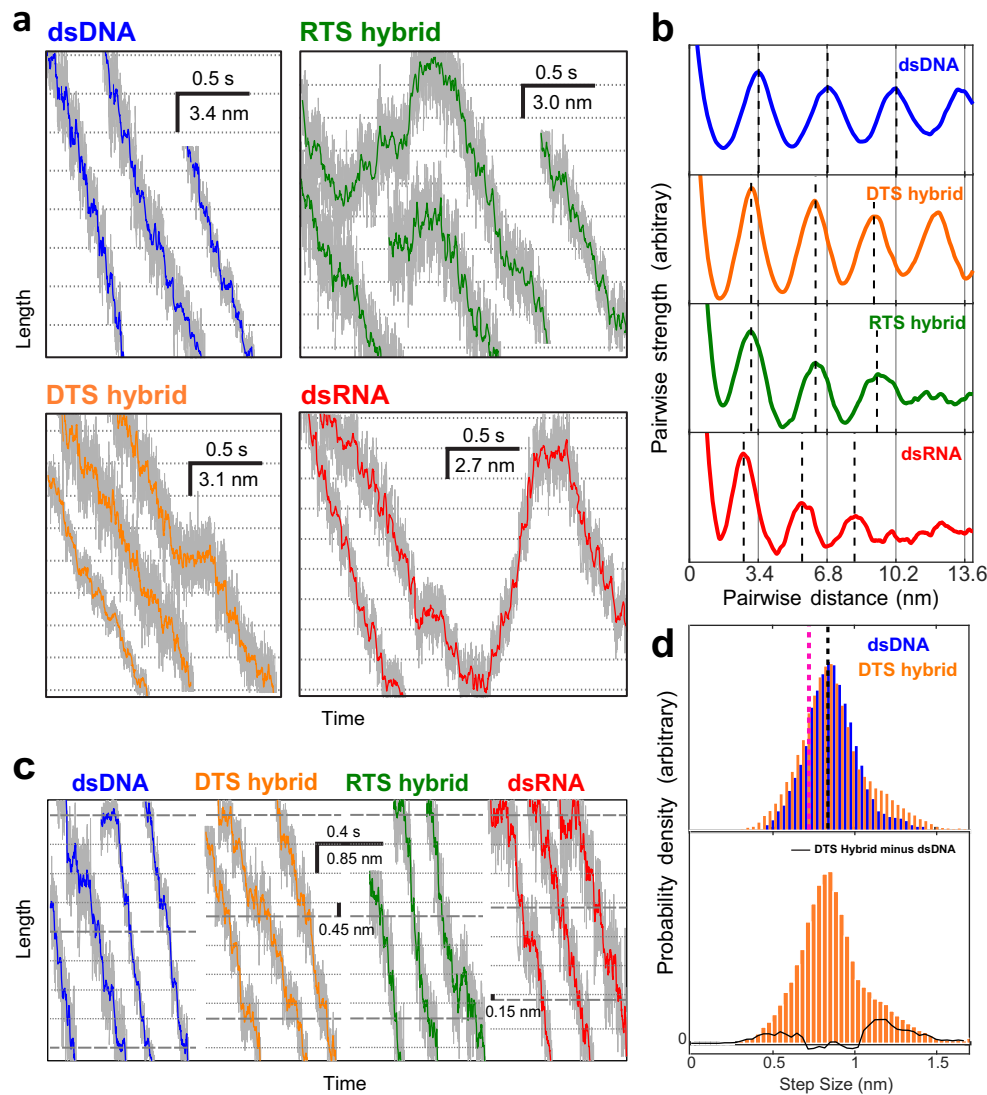 a
dsDNA
RTS hybrid
0.5 s
3.4 nm
0.5 s
3.0 nm
Length
DTS hybrid
dsRNA
0.5 s
3.1 nm
0.5 s
2.7 nm
Time
b
dsDNA
DTS hybrid
RTS hybrid
dsRNA
Pairwise strength (arbitray)
0 3.4 6.8 10.2 13.6
Pairwise distance (nm)
c
dsDNA DTS hybrid RTS hybrid dsRNA
0.4 s
0.85 nm
0.45 nm
0.15 nm
Length
Time
d
dsDNA
DTS hybrid
Probability density (arbitrary)
DTS Hybrid minus dsDNA
0
0 0.5 1 1.5
Step Size (nm)